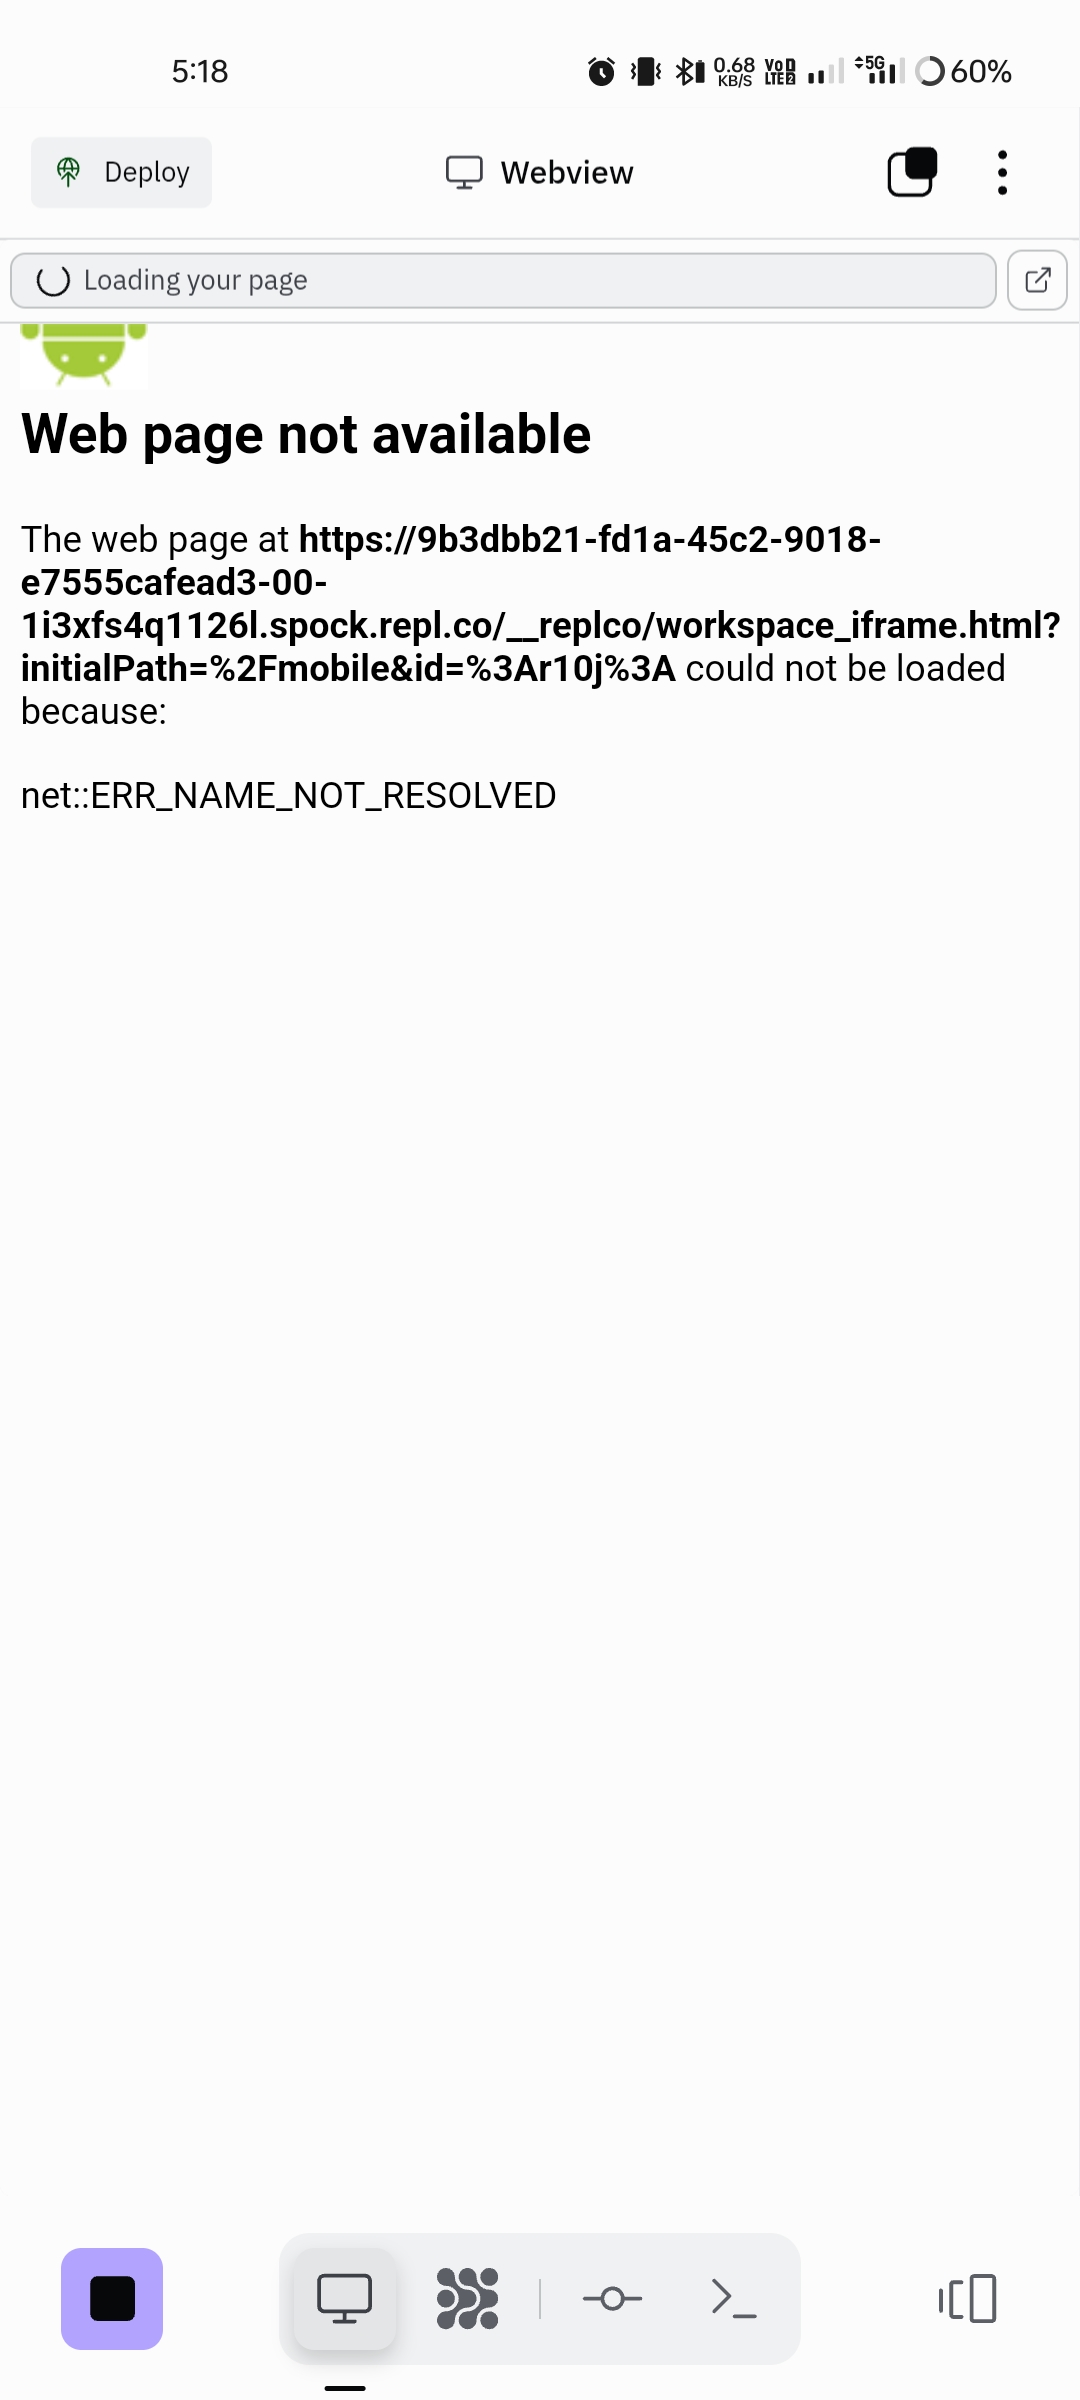 5:18
0.68
KB/S
VoD
LTE2
5G
60%
Deploy
Webview
Loading your page
Web page not available
The web page at https://9b3dbb21-fd1a-45c2-9018-
e7555cafead3-00-
1i3xfs4q1126l.spock.repl.co/__replco/workspace_iframe.html?
initialPath=%2Fmobile&id=%3Ar10j%3A could not be loaded
because:
net::ERR_NAME_NOT_RESOLVED